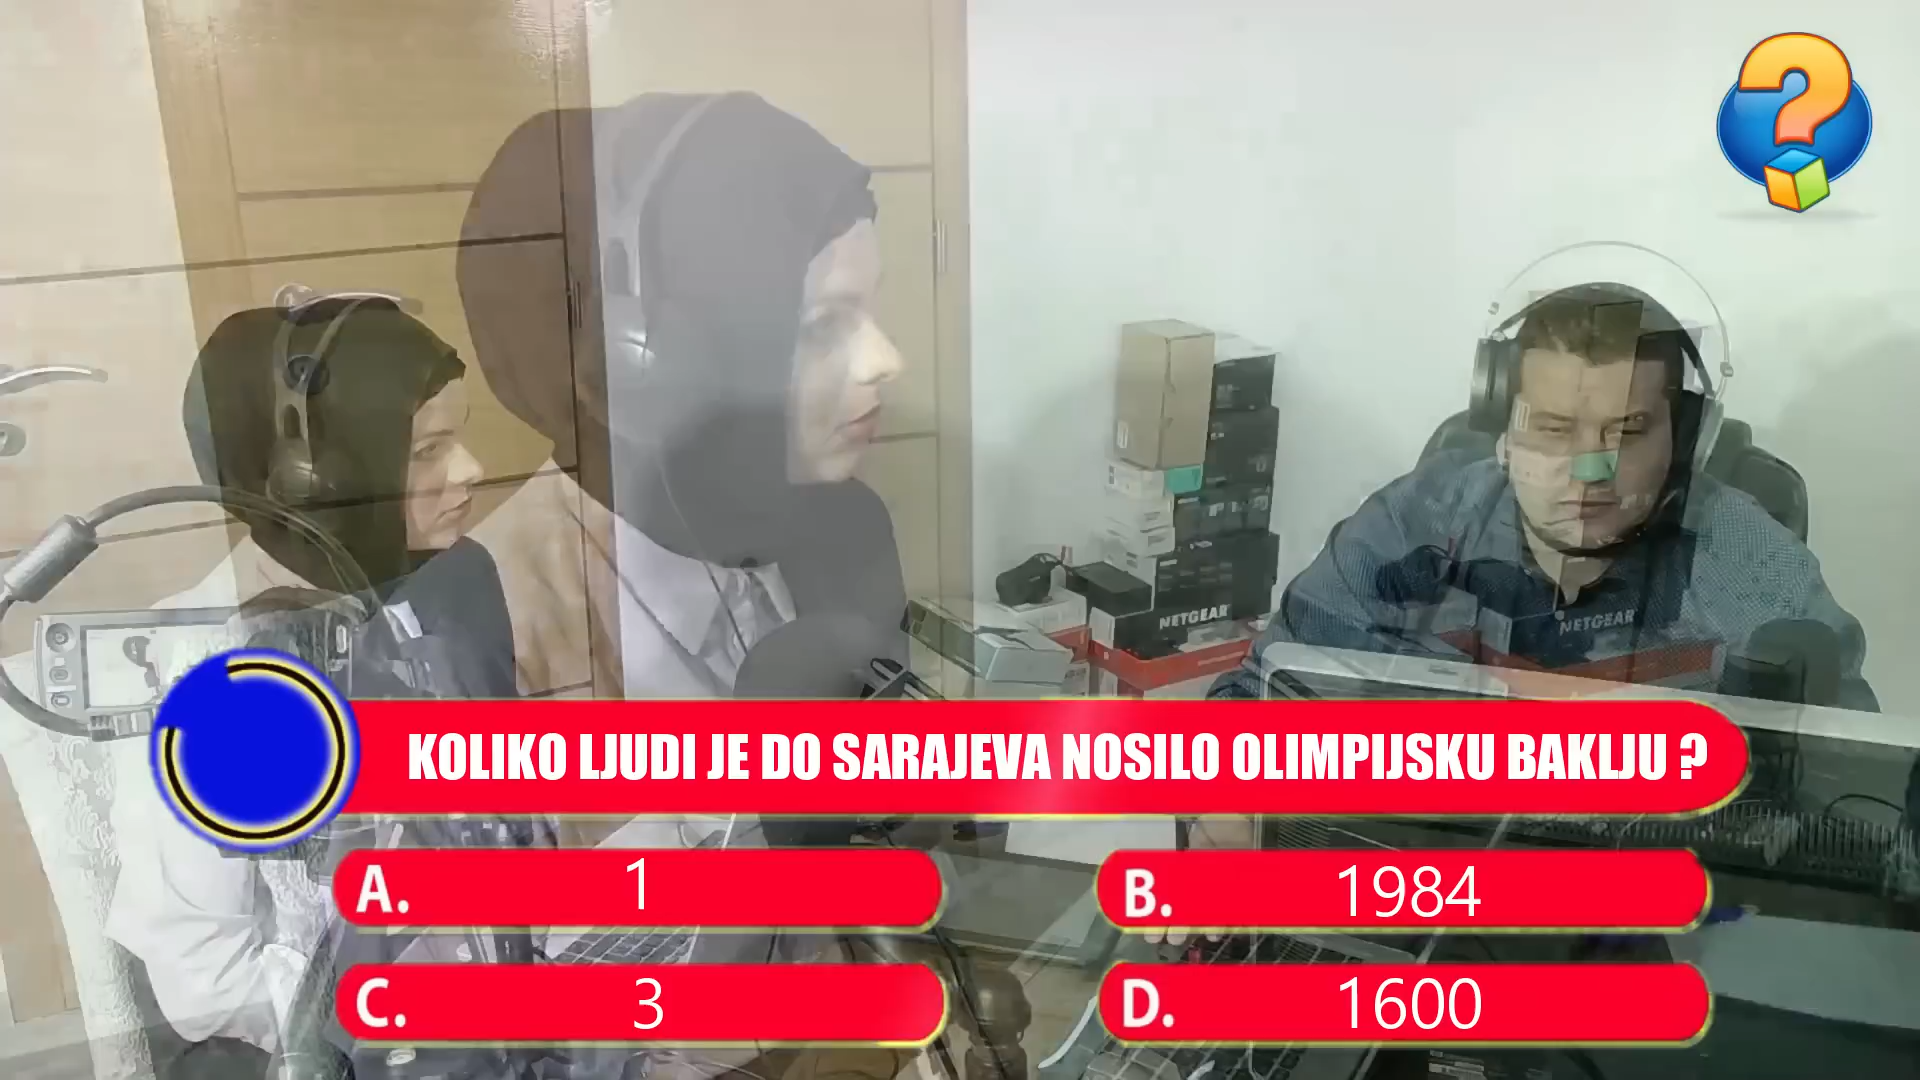 KOLIKO LJUDI JE DO SARAJEVA NOSILO OLIMPIJSKU BAKLJU ?
A. 1
B. 1984
C. 3
D. 1600
NETGEAR
NETGEAR